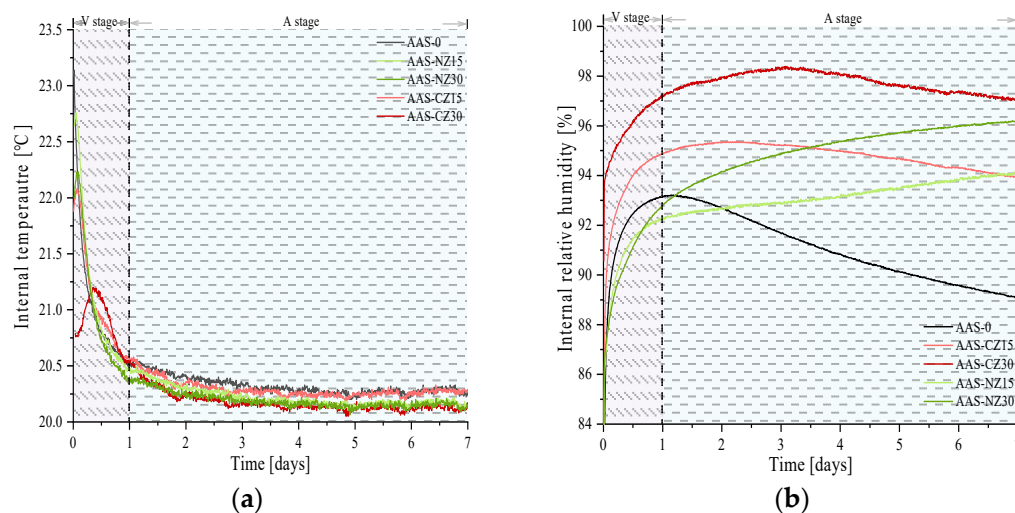 V stage
A stage
23.5
23.0
22.5
22.0
21.5
21.0
20.5
20.0
Internal temperautre [℃]
AAS-0
AAS-NZ15
AAS-NZ30
AAS-CZ15
AAS-CZ30
0 1 2 3 4 5 6 7
Time [days]
(a)
V stage
A stage
100
98
96
94
92
90
88
86
84
Internal relative humidity [%]
AAS-0
AAS-CZ15
AAS-CZ30
AAS-NZ15
AAS-NZ30
0 1 2 3 4 5 6
Time [days]
(b)